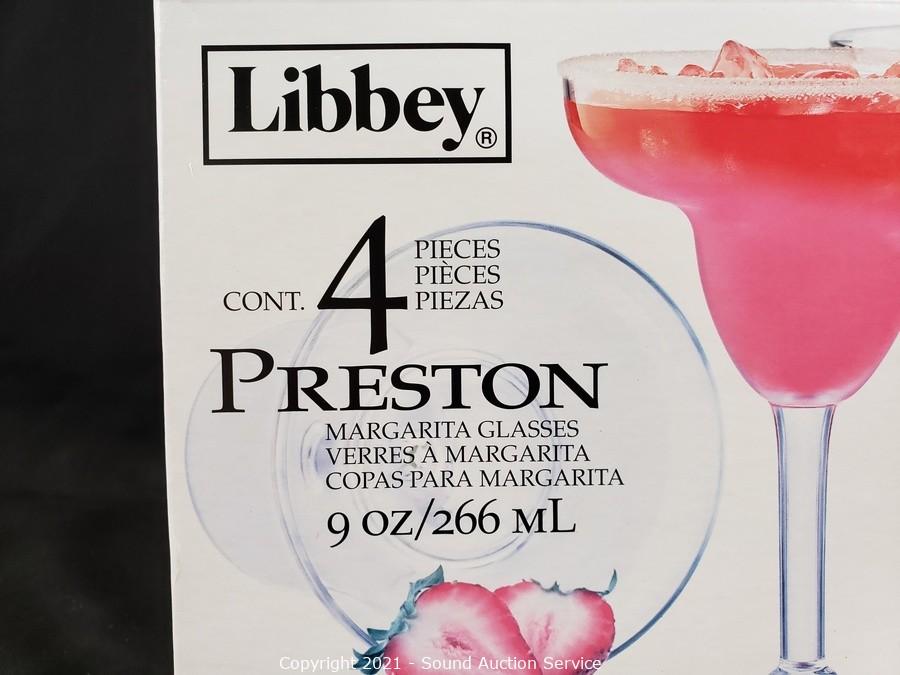 Libbey®
CONT. 4 PIECES
PIÈCES
PIEZAS
PRESTON
MARGARITA GLASSES
VERRES À MARGARITA
COPAS PARA MARGARITA
9 OZ/266 ML
Copyright 2021 - Sound Auction Service